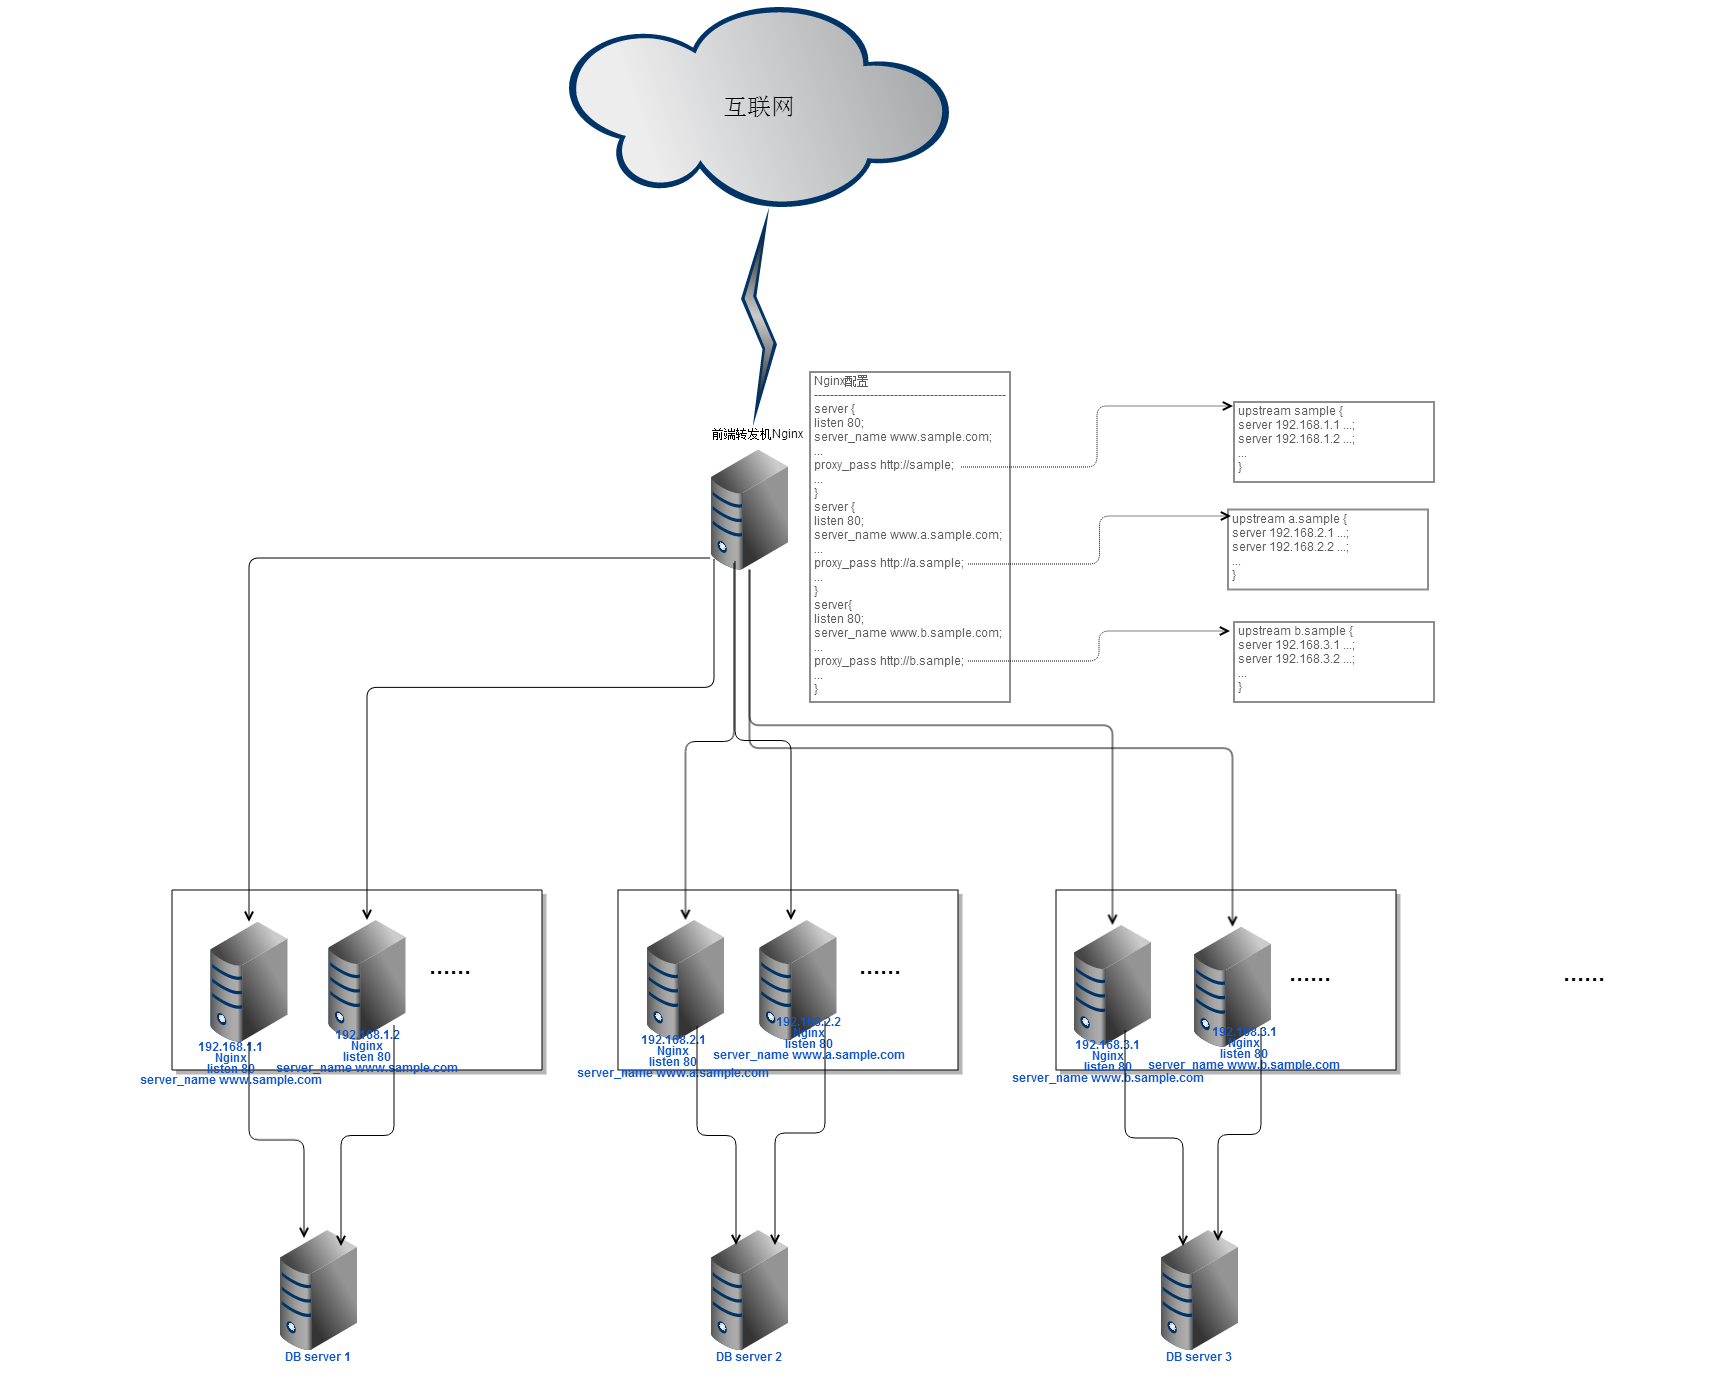 互联网
前端转发机Nginx
Nginx配置
------------------------------------------------
server {
listen 80;
server_name www.sample.com;
...
proxy_pass http://sample;
...
}
server {
listen 80;
server_name www.a.sample.com;
...
proxy_pass http://a.sample;
...
}
server{
listen 80;
server_name www.b.sample.com;
...
proxy_pass http://b.sample;
...
}
upstream sample {
server 192.168.1.1 ...;
server 192.168.1.2 ...;
...
}
upstream a.sample {
server 192.168.2.1 ...;
server 192.168.2.2 ...;
...
}
upstream b.sample {
server 192.168.3.1 ...;
server 192.168.3.2 ...;
...
}
192.168.1.1
Nginx
listen 80
server_name www.sample.com
192.168.1.2
Nginx
listen 80
server_name www.sample.com
......
192.168.2.1
Nginx
listen 80
server_name www.a.sample.com
192.168.2.2
Nginx
listen 80
server_name www.a.sample.com
......
192.168.3.1
Nginx
listen 80
server_name www.b.sample.com
192.168.3.1
Nginx
listen 80
server_name www.b.sample.com
......
......
DB server 1
DB server 2
DB server 3